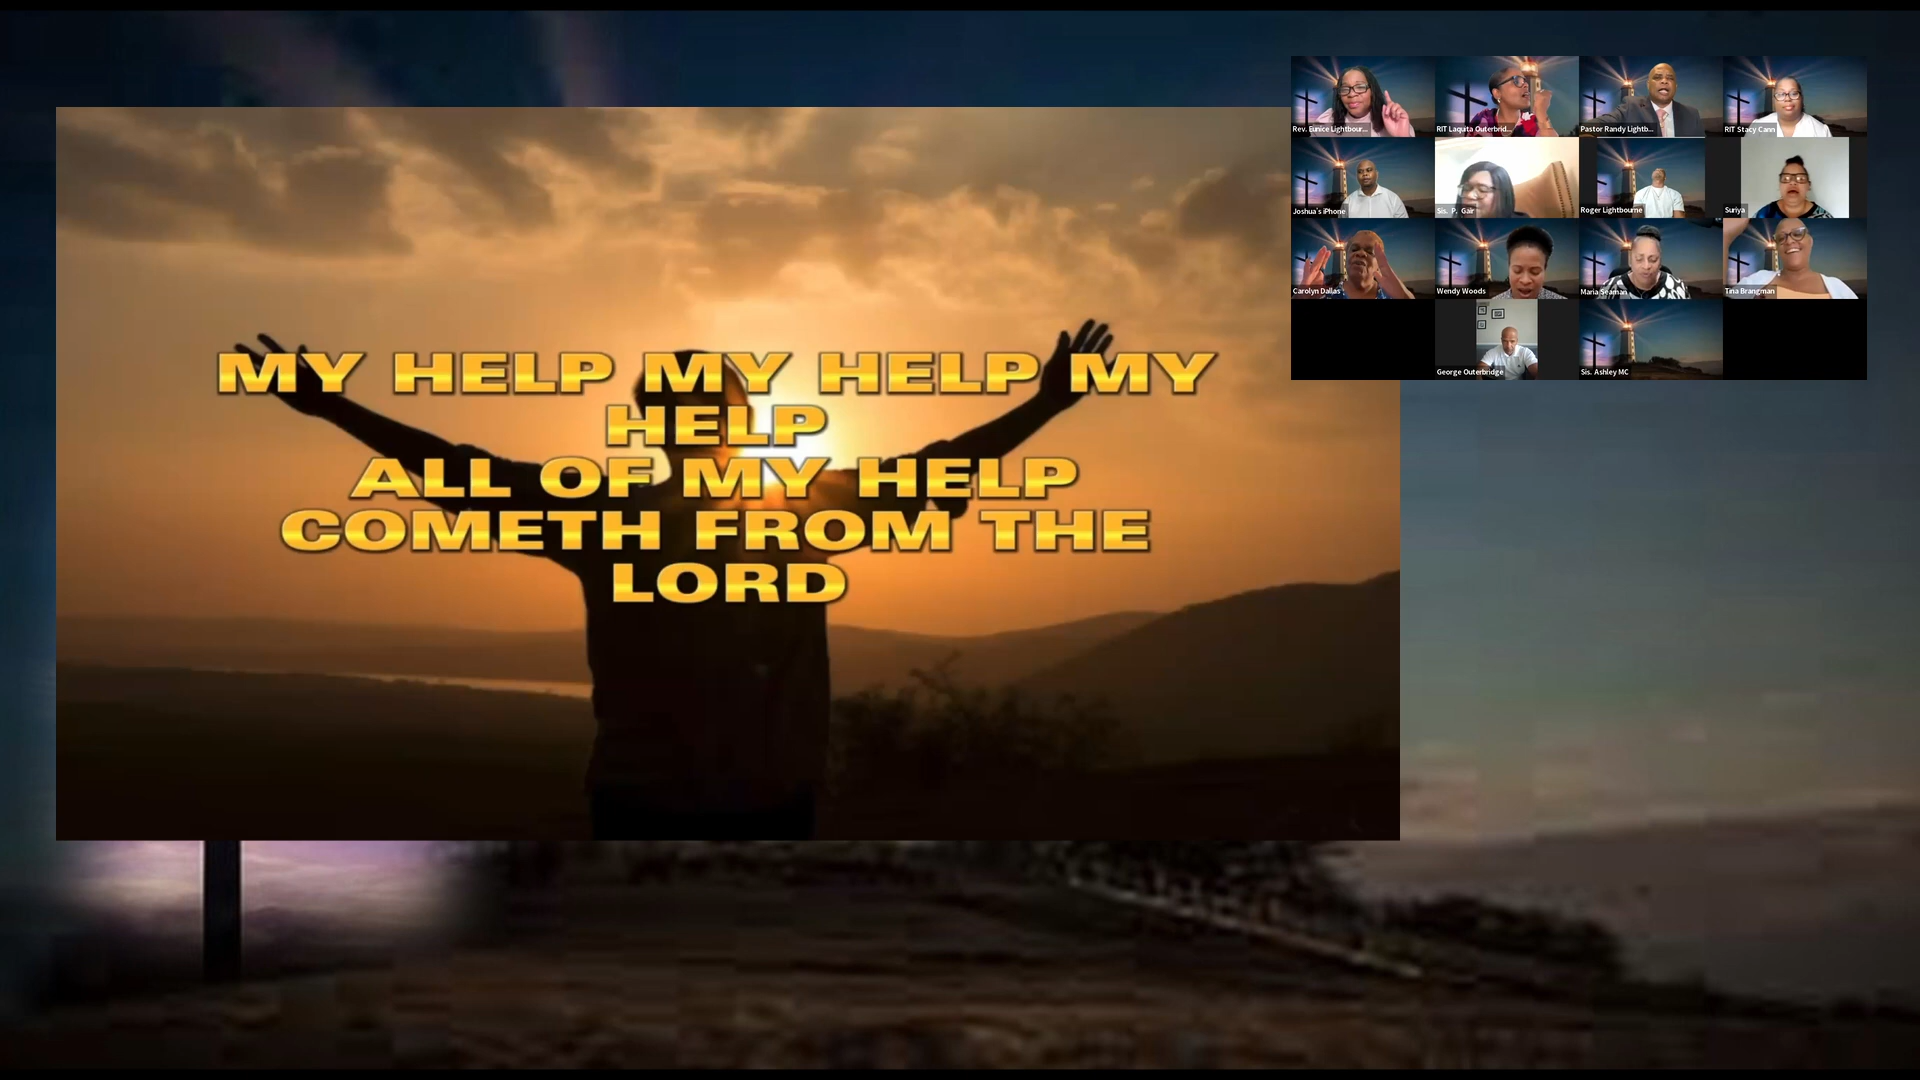 MY HELP MY HELP MY
HELP
ALL OF MY HELP
COMETH FROM THE
LORD
Rev. Eunice Lightbour...
RIT Laquita Outerbrid...
Pastor Randy Lightb...
RIT Stacy Cann
Joshua's iPhone
Sis. P. Gair
Roger Lightbourne
Suriya
Carolyn Dallas
Wendy Woods
Maria Seaman
Tina Brangman
George Outerbridge
Sis. Ashley MC